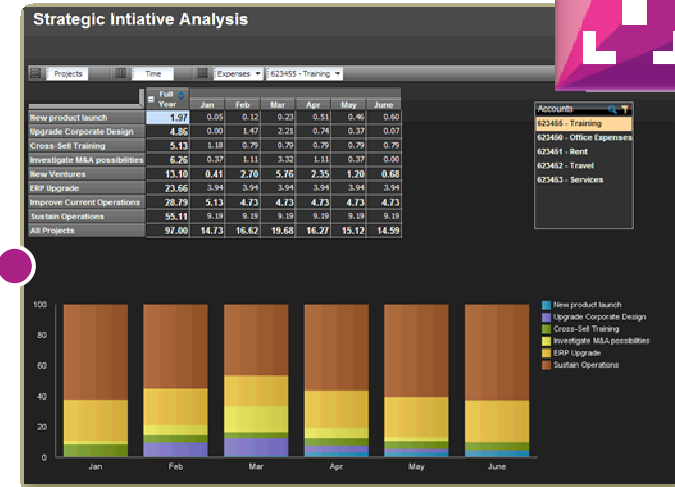 Strategic Intiative Analysis
Projects Time Expenses 623455 - Training
Full Year Jan Feb Mar Apr May June
New product launch 1.97 0.05 0.12 0.23 0.51 0.46 0.60
Upgrade Corporate Design 4.86 0.00 1.47 2.21 0.74 0.37 0.07
Cross-Sell Training 5.13 1.18 0.79 0.79 0.79 0.79 0.79
Investigate M&A possibilities 6.26 0.37 1.11 3.32 1.11 0.37 0.00
New Ventures 13.10 0.41 2.70 5.76 2.35 1.20 0.68
ERP Upgrade 23.66 3.94 3.94 3.94 3.94 3.94 3.94
Improve Current Operations 28.79 5.13 4.73 4.73 4.73 4.73 4.73
Sustain Operations 55.11 9.19 9.19 9.19 9.19 9.19 9.19
All Projects 97.00 14.73 16.62 19.68 16.27 15.12 14.59
Accounts
623455 - Training
623460 - Office Expenses
623461 - Rent
623462 - Travel
623463 - Services
100
80
60
40
20
0
Jan Feb Mar Apr May June
New product launch
Upgrade Corporate Design
Cross-Sell Training
Investigate M&A possibilities
ERP Upgrade
Sustain Operations